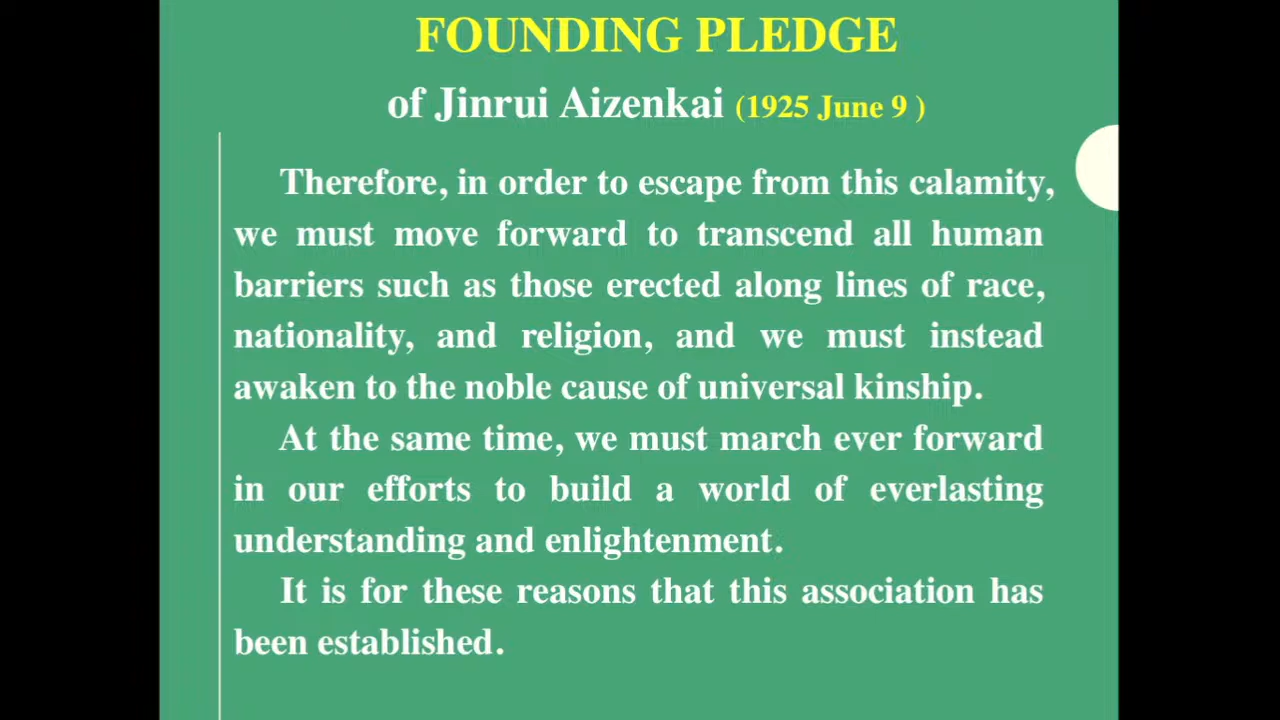 FOUNDING PLEDGE
of Jinrui Aizenkai (1925 June 9 )
Therefore, in order to escape from this calamity,
we must move forward to transcend all human
barriers such as those erected along lines of race,
nationality, and religion, and we must instead
awaken to the noble cause of universal kinship.
At the same time, we must march ever forward
in our efforts to build a world of everlasting
understanding and enlightenment.
It is for these reasons that this association has
been established.